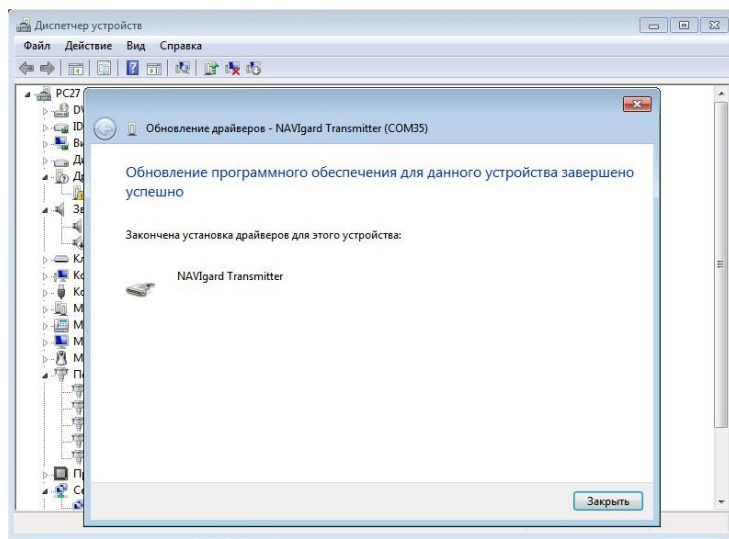 Диспетчер устройств
Файл Действие Вид Справка
PC27
Обновление драйверов - NAVIgard Transmitter (COM35)
Обновление программного обеспечения для данного устройства завершено
успешно
Закончена установка драйверов для этого устройства:
NAVIgard Transmitter
Закрыть